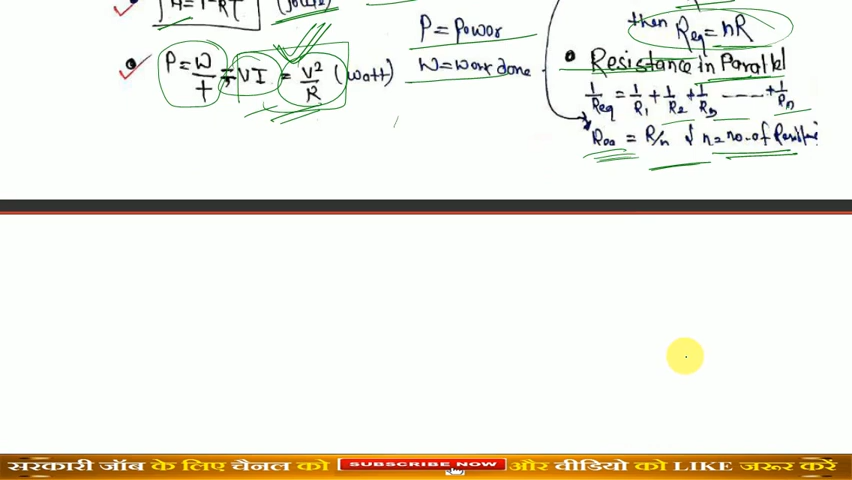 H = I²RT (Joule)
then Req = nR
P = W/t = VI = V²/R (watt)
P = Power
W = work done
Resistance in Parallel
1/Req = 1/R1 + 1/R2 + 1/R3 ------ + 1/Rn
Req = R/n n = no. of Resisti
सरकारी जॉब के लिए चैनल को SUBSCRIBE NOW और वीडियो को LIKE जरूर करें